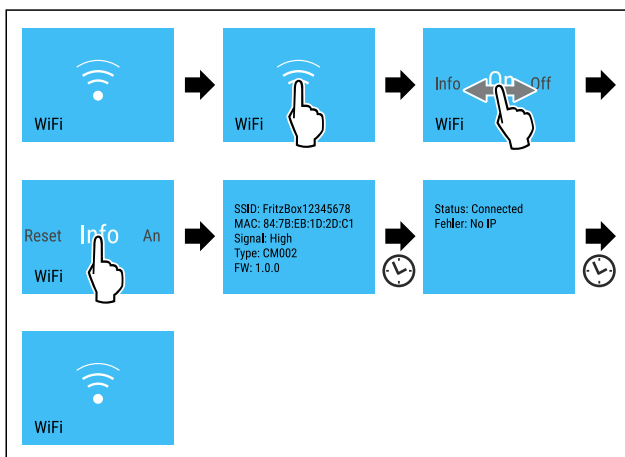 WiFi
WiFi
Info On Off
WiFi
Reset Info An
WiFi
SSID: FritzBox12345678
MAC: 84:7B:EB:1D:2D:C1
Signal: High
Type: CM002
FW: 1.0.0
Status: Connected
Fehler: No IP
WiFi